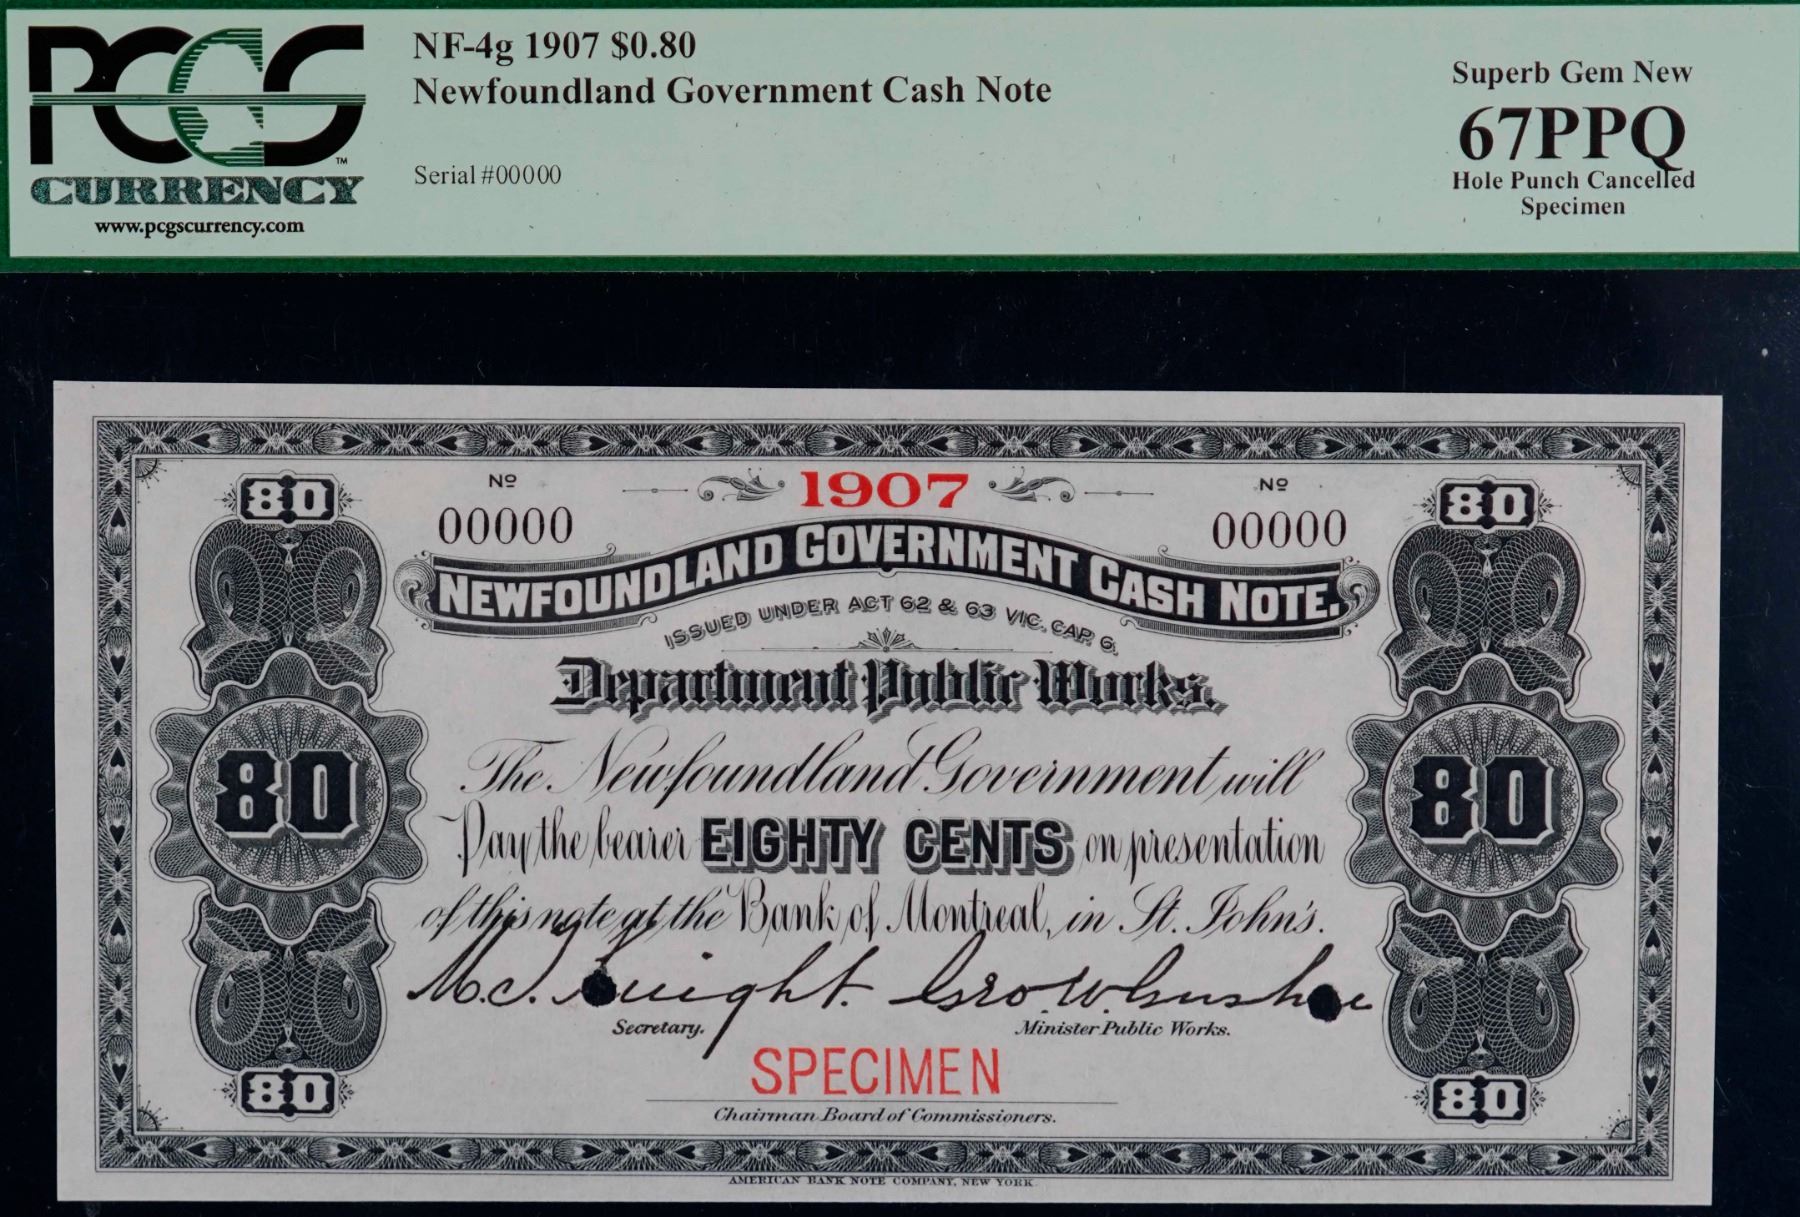 PCGS™
CURRENCY
www.pcgscurrency.com
NF-4g 1907 $0.80
Newfoundland Government Cash Note
Serial #00000
Superb Gem New
67PPQ
Hole Punch Cancelled
Specimen
80
80
Nº
1907
Nº
00000
00000
NEWFOUNDLAND GOVERNMENT CASH NOTE.
ISSUED UNDER ACT 62 & 63 VIC. CAP. 6.
Department Public Works.
The Newfoundland Government will
80
80
Pay the bearer EIGHTY CENTS on presentation
of this note at the Bank of Montreal, in St. John's.
M.C. Knight. Geo. W. Gushue
Secretary.
Minister Public Works.
SPECIMEN
80
80
Chairman Board of Commissioners.
AMERICAN BANK NOTE COMPANY, NEW YORK.